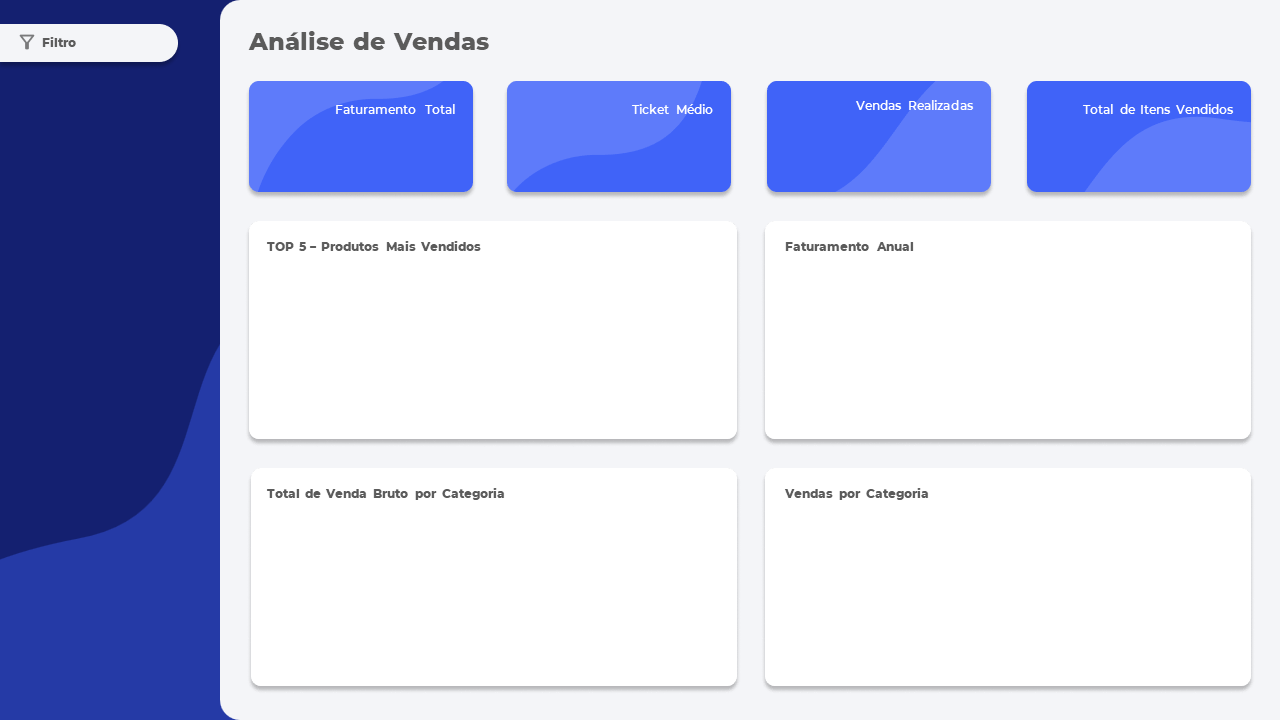 Filtro
Análise de Vendas
Faturamento Total
Ticket Médio
Vendas Realizadas
Total de Itens Vendidos
TOP 5 – Produtos Mais Vendidos
Faturamento Anual
Total de Venda Bruto por Categoria
Vendas por Categoria